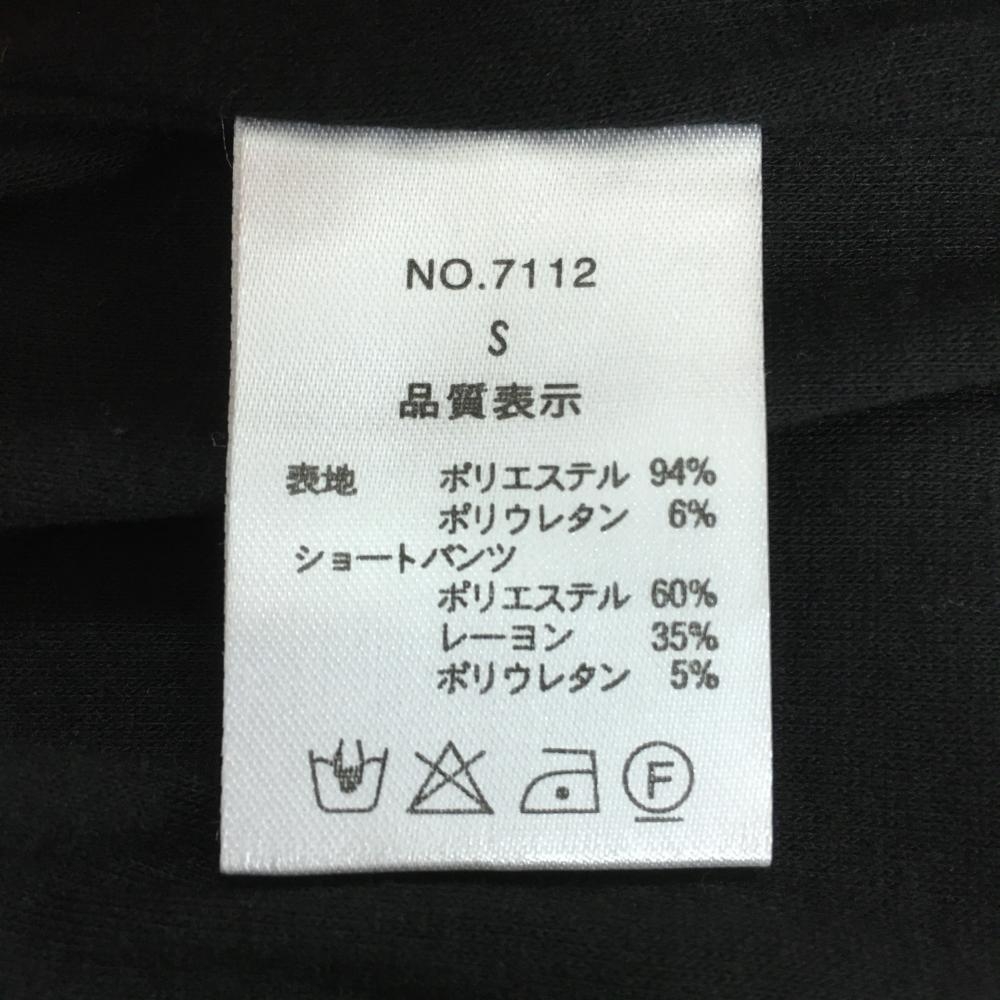 NO.7112
S
品質表示
表地 ポリエステル 94%
ポリウレタン 6%
ショートパンツ
ポリエステル 60%
レーヨン 35%
ポリウレタン 5%
F